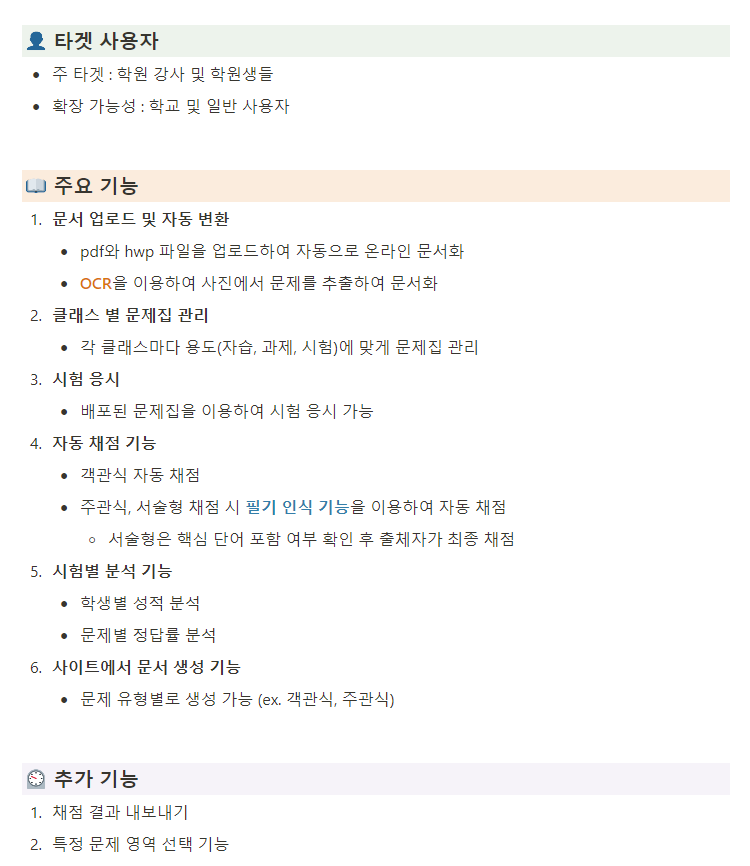 타겟 사용자
주 타겟 : 학원 강사 및 학원생들
확장 가능성 : 학교 및 일반 사용자
주요 기능
1. 문서 업로드 및 자동 변환
pdf와 hwp 파일을 업로드하여 자동으로 온라인 문서화
OCR을 이용하여 사진에서 문제를 추출하여 문서화
2. 클래스 별 문제집 관리
각 클래스마다 용도(자습, 과제, 시험)에 맞게 문제집 관리
3. 시험 응시
배포된 문제집을 이용하여 시험 응시 가능
4. 자동 채점 기능
객관식 자동 채점
주관식, 서술형 채점 시 필기 인식 기능을 이용하여 자동 채점
서술형은 핵심 단어 포함 여부 확인 후 출제자가 최종 채점
5. 시험별 분석 기능
학생별 성적 분석
문제별 정답률 분석
6. 사이트에서 문서 생성 기능
문제 유형별로 생성 가능 (ex. 객관식, 주관식)
추가 기능
1. 채점 결과 내보내기
2. 특정 문제 영역 선택 기능